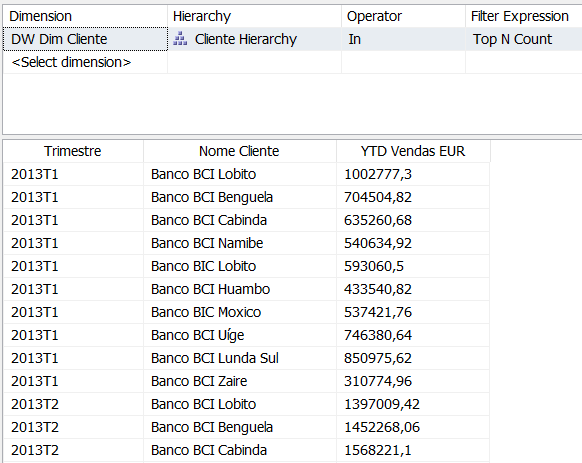 Dimension Hierarchy Operator Filter Expression
DW Dim Cliente Cliente Hierarchy In Top N Count
<Select dimension>
Trimestre Nome Cliente YTD Vendas EUR
2013T1 Banco BCI Lobito 1002777,3
2013T1 Banco BCI Benguela 704504,82
2013T1 Banco BCI Cabinda 635260,68
2013T1 Banco BCI Namibe 540634,92
2013T1 Banco BIC Lobito 593060,5
2013T1 Banco BCI Huambo 433540,82
2013T1 Banco BIC Moxico 537421,76
2013T1 Banco BCI Uíge 746380,64
2013T1 Banco BCI Lunda Sul 850975,62
2013T1 Banco BCI Zaire 310774,96
2013T2 Banco BCI Lobito 1397009,42
2013T2 Banco BCI Benguela 1452268,06
2013T2 Banco BCI Cabinda 1568221,1